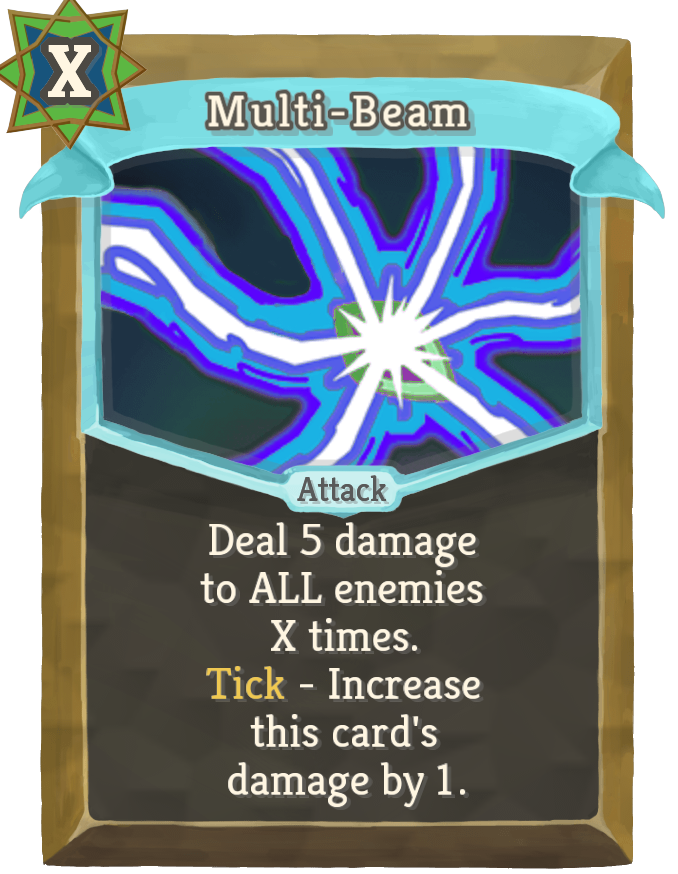 X
Multi-Beam
Attack
Deal 5 damage
to ALL enemies
X times.
Tick - Increase
this card's
damage by 1.